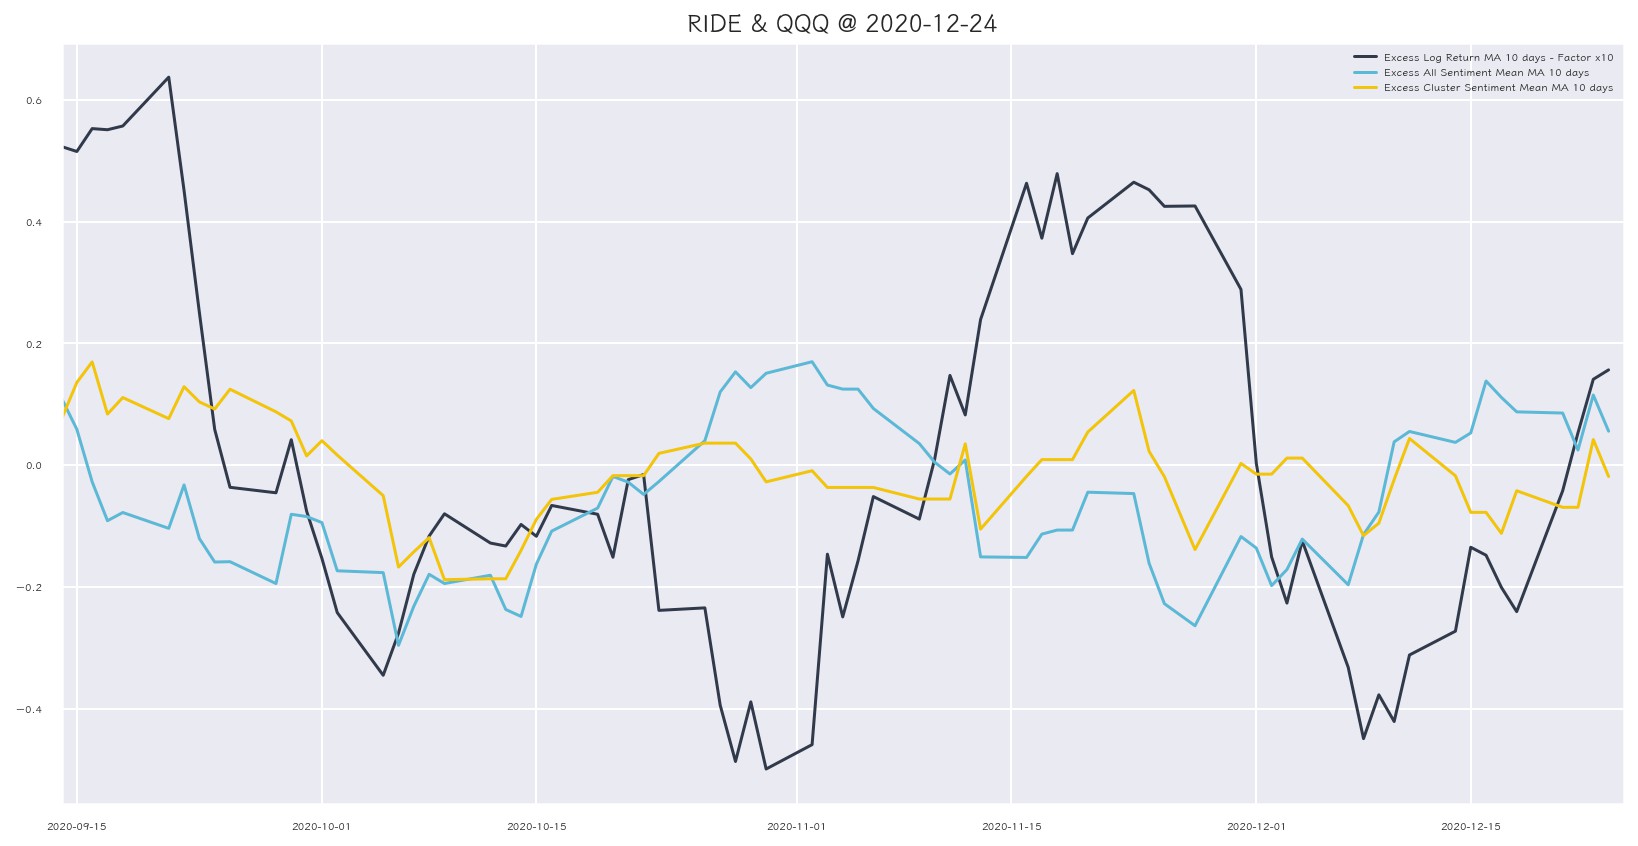 RIDE & QQQ @ 2020-12-24
Excess Log Return MA 10 days - Factor x10
Excess All Sentiment Mean MA 10 days
Excess Cluster Sentiment Mean MA 10 days
0.6
0.4
0.2
0.0
−0.2
−0.4
2020-09-15 2020-10-01 2020-10-15 2020-11-01 2020-11-15 2020-12-01 2020-12-15